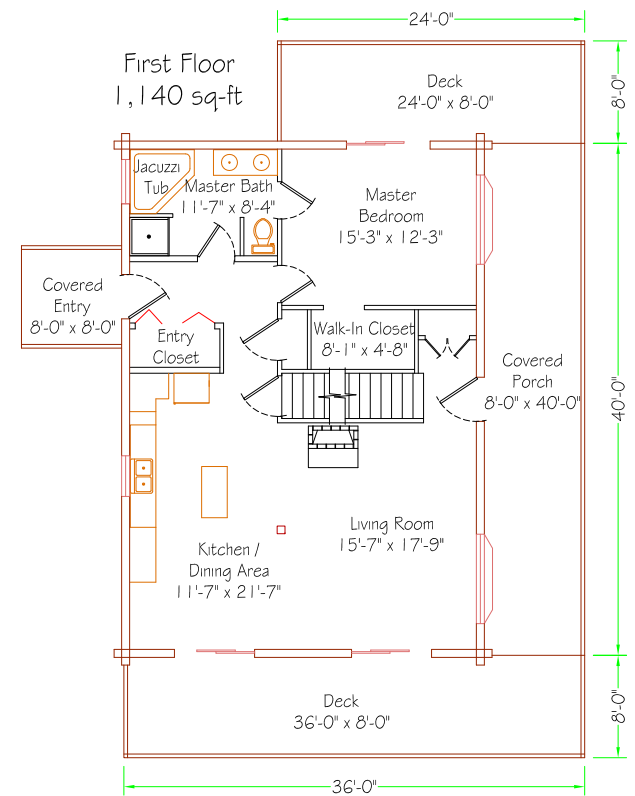 24'-0"
First Floor
1,140 sq-ft
Deck
24'-0" x 8'-0"
8'-0"
Jacuzzi
Tub
Master Bath
11'-7" x 8'-4"
Master
Bedroom
15'-3" x 12'-3"
Covered
Entry
8'-0" x 8'-0"
Entry
Closet
Walk-In Closet
8'-1" x 4'-8"
Covered
Porch
8'-0" x 40'-0"
40'-0"
Living Room
15'-7" x 17'-9"
Kitchen /
Dining Area
11'-7" x 21'-7"
Deck
36'-0" x 8'-0"
8'-0"
36'-0"